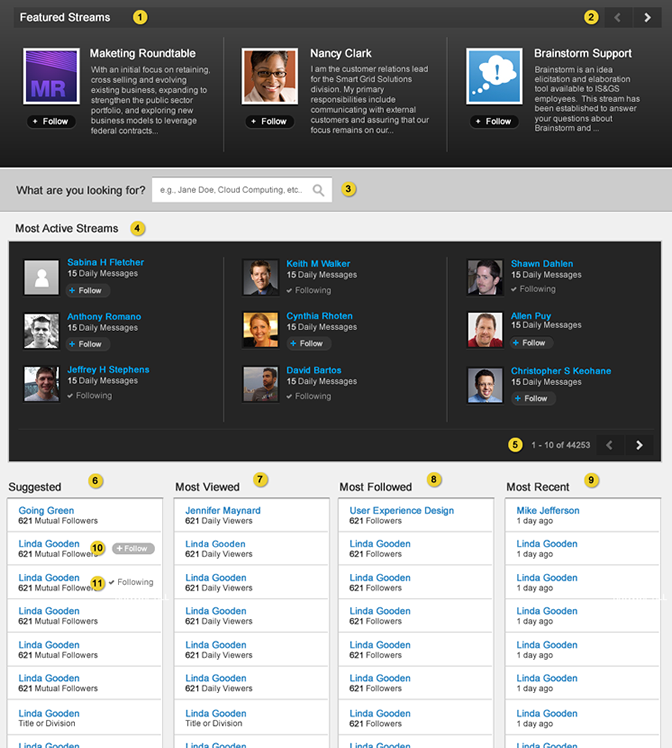 Featured Streams 1
2
MR
+ Follow
Maketing Roundtable
With an initial focus on retaining,
cross selling and evolving
existing business, expanding to
strengthen the public sector
portfolio, and exploring new
business models to leverage
federal contracts...
+ Follow
Nancy Clark
I am the customer relations lead
for the Smart Grid Solutions
division. My primary
responsibilities include
communicating with external
customers and assuring that our
focus remains on our...
+ Follow
Brainstorm Support
Brainstorm is an idea
elicitation and elaboration
tool available to IS&GS
employees. This stream has
been established to answer
your questions about
Brainstorm and ...
What are you looking for? e.g., Jane Doe, Cloud Computing, etc.. 3
Most Active Streams 4
Sabina H Fletcher
15 Daily Messages
+ Follow
Keith M Walker
15 Daily Messages
✓ Following
Shawn Dahlen
15 Daily Messages
✓ Following
Anthony Romano
15 Daily Messages
+ Follow
Cynthia Rhoten
15 Daily Messages
+ Follow
Allen Puy
15 Daily Messages
+ Follow
Jeffrey H Stephens
15 Daily Messages
✓ Following
David Bartos
15 Daily Messages
✓ Following
Christopher S Keohane
15 Daily Messages
+ Follow
5 1 - 10 of 44253
Suggested 6
Going Green
621 Mutual Followers
Linda Gooden
621 Mutual Followers 10 + Follow
Linda Gooden
621 Mutual Followers 11 ✓ Following
Linda Gooden
621 Mutual Followers
Linda Gooden
621 Mutual Followers
Linda Gooden
621 Mutual Followers
Linda Gooden
Title or Division
Linda Gooden
Most Viewed 7
Jennifer Maynard
621 Daily Viewers
Linda Gooden
621 Daily Viewers
Linda Gooden
621 Daily Viewers
Linda Gooden
621 Daily Viewers
Linda Gooden
621 Daily Viewers
Linda Gooden
621 Daily Viewers
Linda Gooden
Title or Division
Linda Gooden
Most Followed 8
User Experience Design
621 Followers
Linda Gooden
621 Followers
Linda Gooden
621 Followers
Linda Gooden
621 Followers
Linda Gooden
621 Followers
Linda Gooden
621 Followers
Linda Gooden
621 Followers
Linda Gooden
Most Recent 9
Mike Jefferson
1 day ago
Linda Gooden
1 day ago
Linda Gooden
1 day ago
Linda Gooden
1 day ago
Linda Gooden
1 day ago
Linda Gooden
1 day ago
Linda Gooden
1 day ago
Linda Gooden